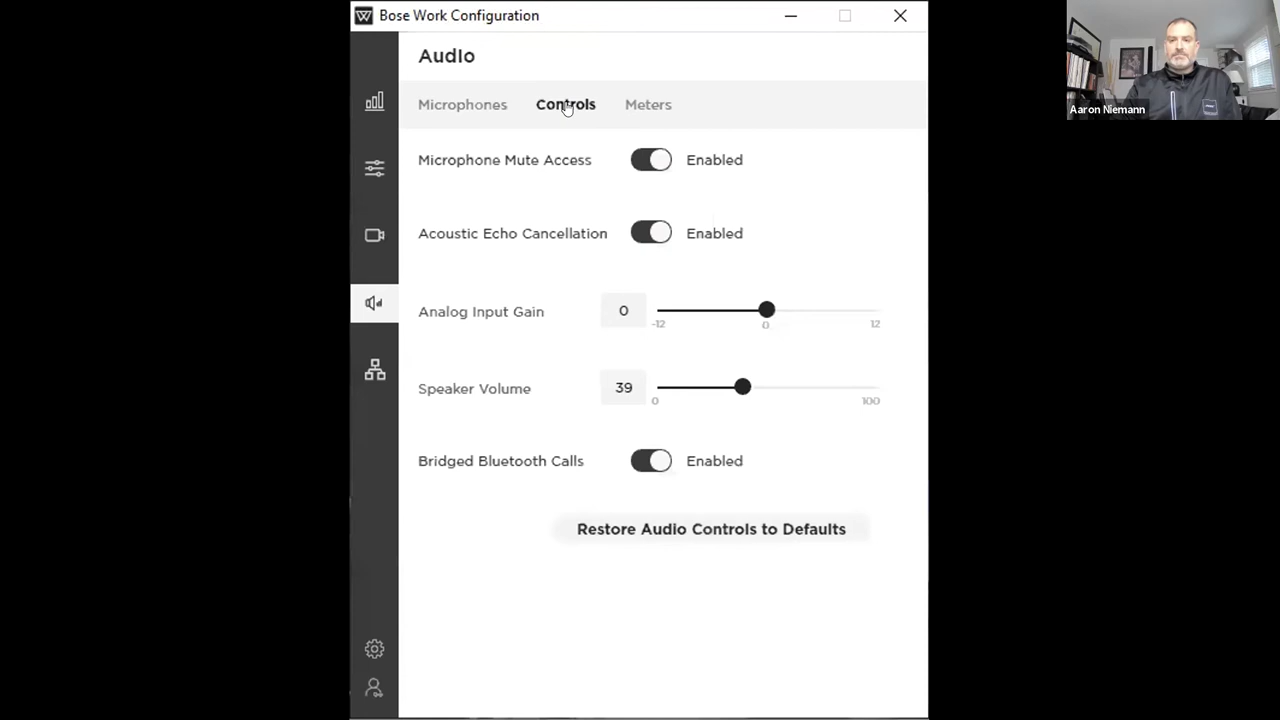 Bose Work Configuration
Audio
Microphones Controls Meters
Microphone Mute Access Enabled
Acoustic Echo Cancellation Enabled
Analog Input Gain 0
-12 0 12
Speaker Volume 39
0 100
Bridged Bluetooth Calls Enabled
Restore Audio Controls to Defaults
Aaron Niemann